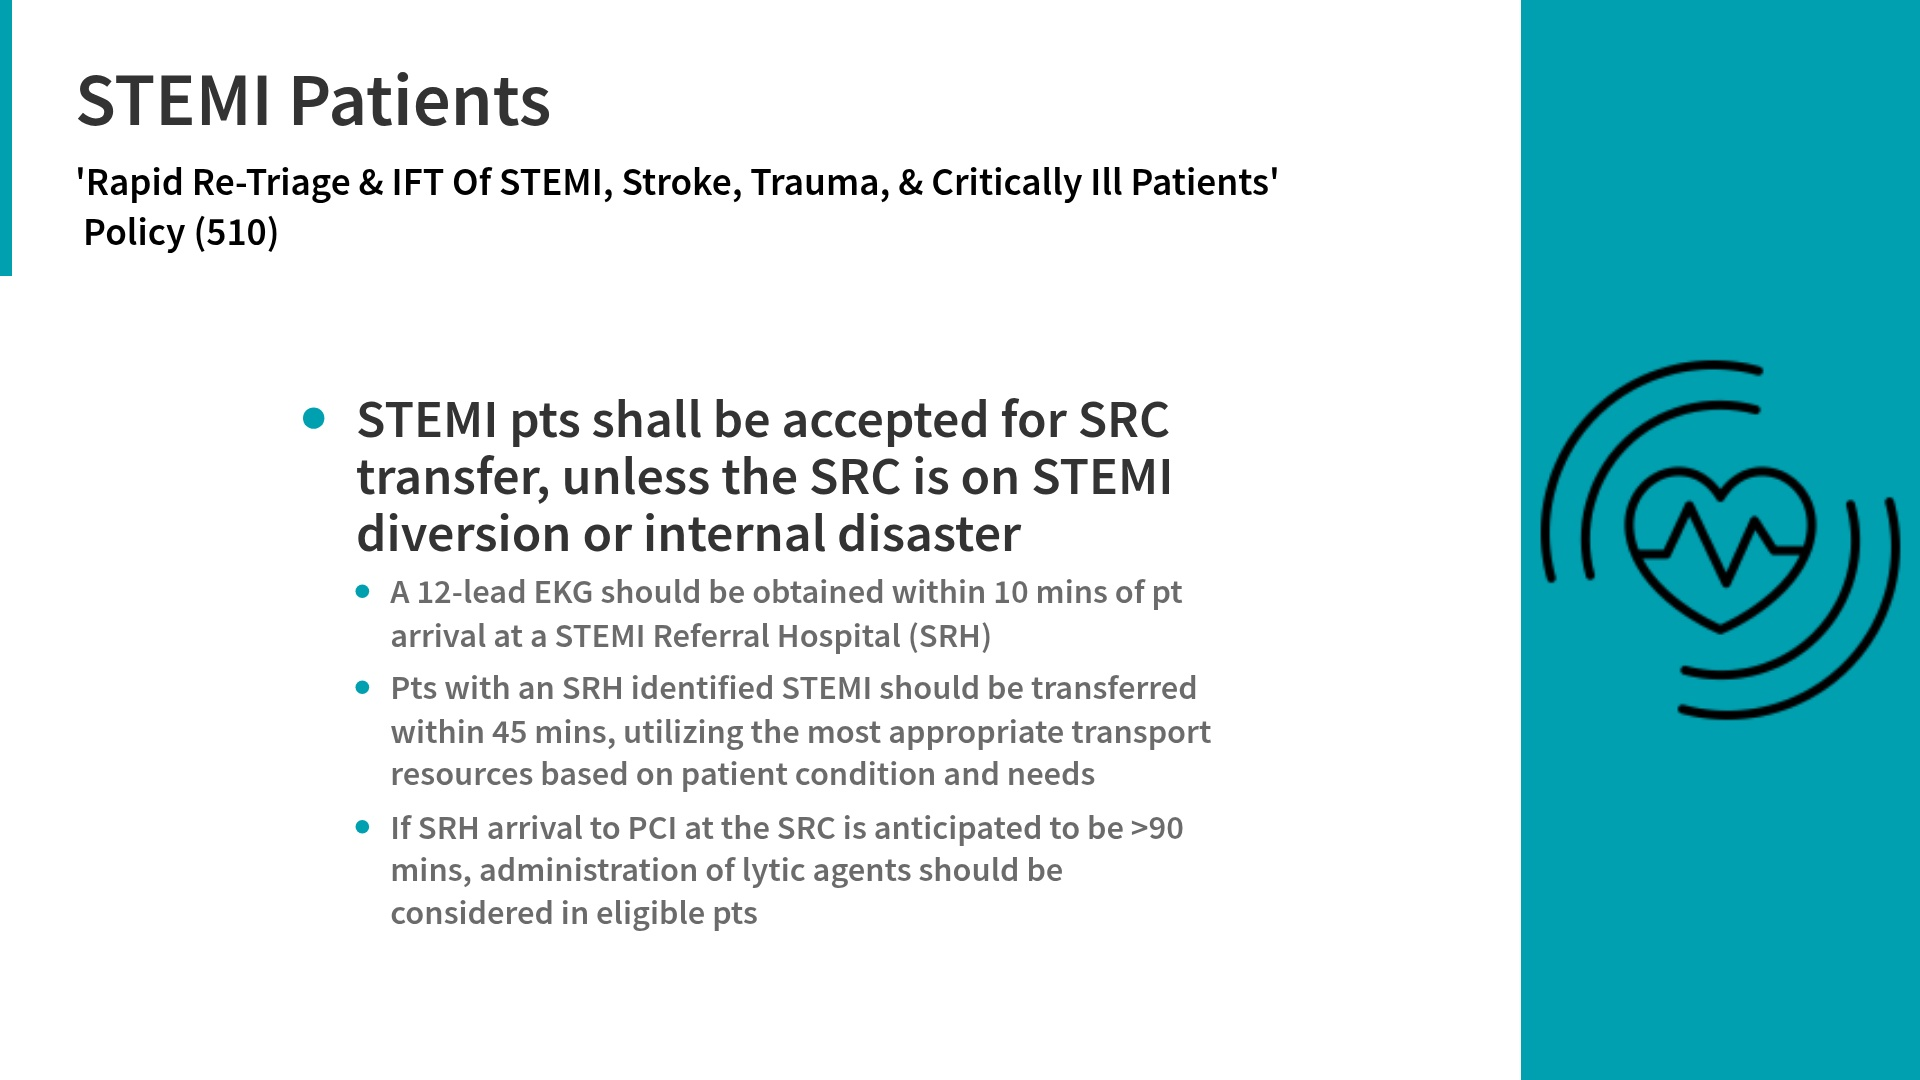 STEMI Patients
'Rapid Re-Triage & IFT Of STEMI, Stroke, Trauma, & Critically Ill Patients'
Policy (510)
STEMI pts shall be accepted for SRC
transfer, unless the SRC is on STEMI
diversion or internal disaster
A 12-lead EKG should be obtained within 10 mins of pt
arrival at a STEMI Referral Hospital (SRH)
Pts with an SRH identified STEMI should be transferred
within 45 mins, utilizing the most appropriate transport
resources based on patient condition and needs
If SRH arrival to PCI at the SRC is anticipated to be >90
mins, administration of lytic agents should be
considered in eligible pts